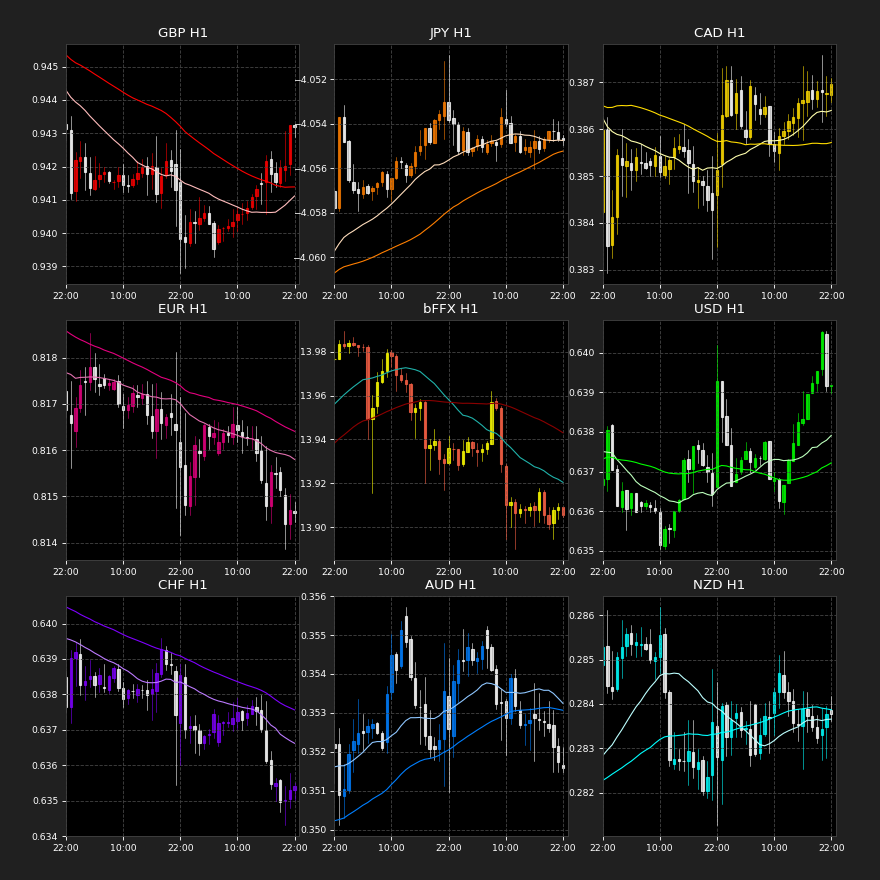 GBP H1
0.945
0.944
0.943
0.942
0.941
0.940
0.939
22:00 10:00 22:00 10:00 22:00
JPY H1
−4.052
−4.054
−4.056
−4.058
−4.060
22:00 10:00 22:00 10:00 22:00
CAD H1
0.387
0.386
0.385
0.384
0.383
22:00 10:00 22:00 10:00 22:00
EUR H1
0.818
0.817
0.816
0.815
0.814
22:00 10:00 22:00 10:00 22:00
bFFX H1
13.98
13.96
13.94
13.92
13.90
22:00 10:00 22:00 10:00 22:00
USD H1
0.640
0.639
0.638
0.637
0.636
0.635
22:00 10:00 22:00 10:00 22:00
CHF H1
0.640
0.639
0.638
0.637
0.636
0.635
0.634
22:00 10:00 22:00 10:00 22:00
AUD H1
0.356
0.355
0.354
0.353
0.352
0.351
0.350
22:00 10:00 22:00 10:00 22:00
NZD H1
0.286
0.285
0.284
0.283
0.282
22:00 10:00 22:00 10:00 22:00